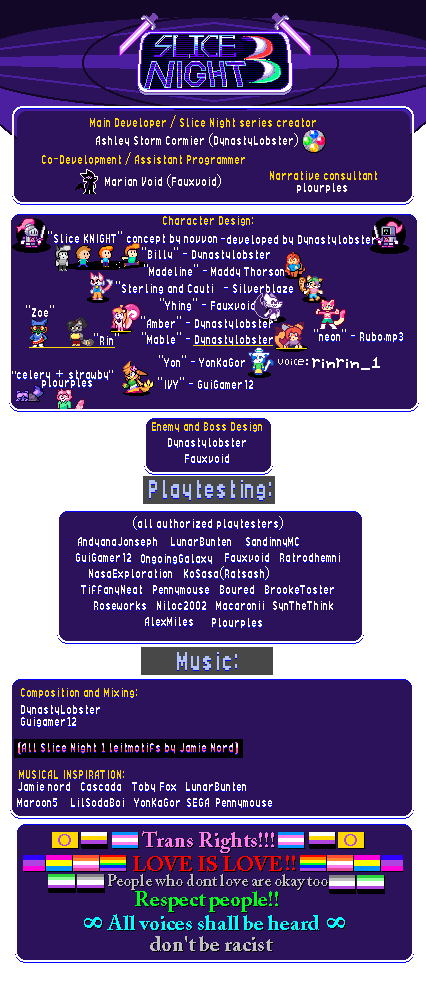 SLICE
NIGHT 3
Main Developer / Slice Night series creator
Ashley Storm Cormier (DynastyLobster)
Co-Development / Assistant Programmer
Marian Void (Fauxvoid)
Narrative consultant
plourples
Character Design:
"Slice KNIGHT" concept by novvon -developed by Dynastylobster
"Billy" - Dynastylobster
"Madeline" - Maddy Thorson
"Sterling and Cauti - Silverblaze
"Yhing" - Fauxvoid
"Zoe"
"Amber" - Dynastylobster
"Rin"
"Mable" - Dynastylobster
"neon" - Rubo.mp3
"Yon" - YonKaGor
voice: rinrin_1
"celery + strawby"
plourples
"IVY" - GuiGamer12
Enemy and Boss Design
Dynastylobster
Fauxvoid
Playtesting:
(all authorized playtesters)
AndyanaJonseph LunarBunten SandinnyMC
GuiGamer12 OngoingGalaxy Fauxvoid Ratrodhemni
NasaExploration KoSasa(Ratsash)
TiffanyNeat Pennymouse Boured BrookeToster
Roseworks Niloc2002 Macaronii SynTheThink
AlexMiles Plourples
Music:
Composition and Mixing:
DynastyLobster
Guigamer12
(All Slice Night 1 leitmotifs by Jamie Nord)
MUSICAL INSPIRATION:
Jamie nord Cascada Toby Fox LunarBunten
Maroon5 LilSodaBoi YonKaGor SEGA Pennymouse
Trans Rights!!!
LOVE IS LOVE!!
People who dont love are okay too
Respect people!!
∞ All voices shall be heard ∞
don't be racist